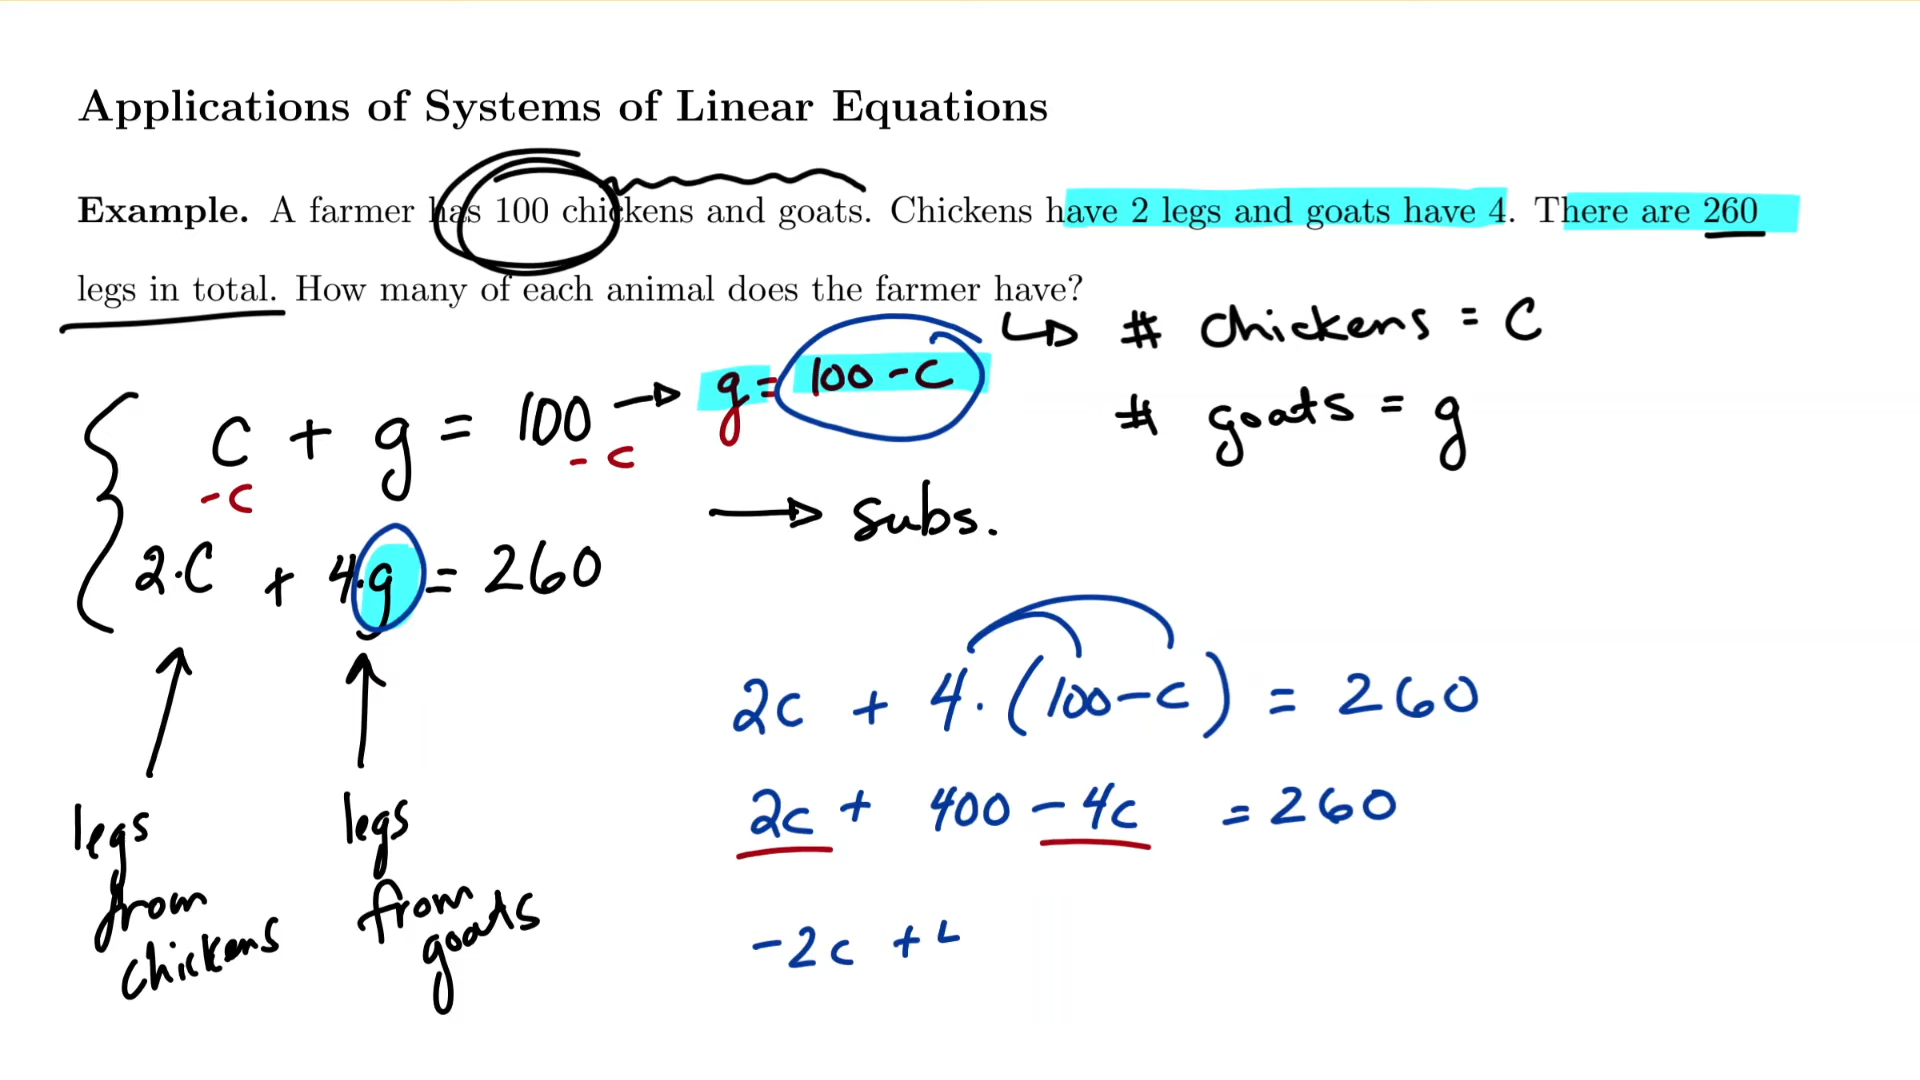 Applications of Systems of Linear Equations
Example. A farmer has 100 chickens and goats. Chickens have 2 legs and goats have 4. There are 260
legs in total. How many of each animal does the farmer have?
# chickens = C
# goats = g
C + g = 100
g = 100 - C
-C
-C
subs.
2·C + 4·g = 260
2c + 4·(100-c) = 260
2c + 400 - 4c = 260
-2c +
legs
from
chickens
legs
from
goats